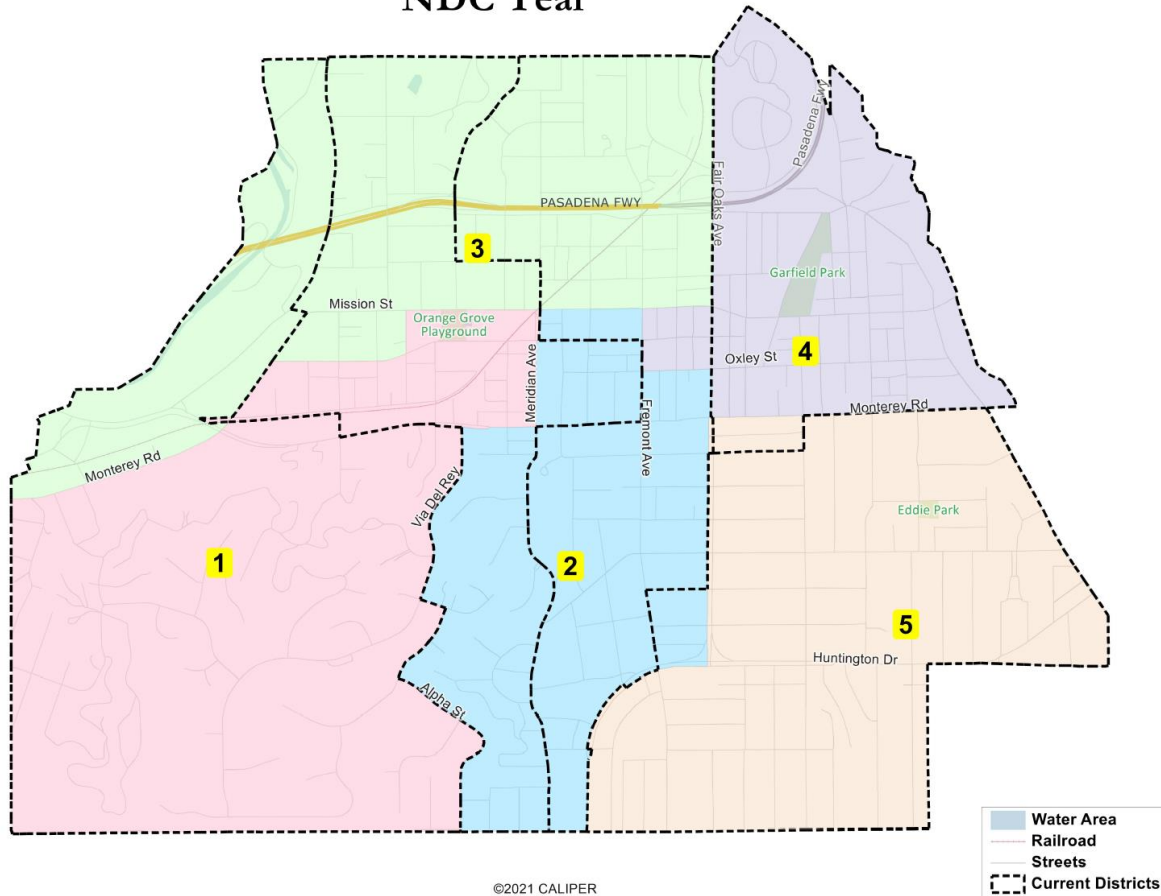 NDC Teal
Pasadena Fwy
Fair Oaks Ave
PASADENA FWY
3
Garfield Park
Mission St
Orange Grove
Playground
Meridian Ave
Oxley St
4
Fremont Ave
Monterey Rd
Monterey Rd
Via Del Rey
Eddie Park
1
2
5
Huntington Dr
Alpha St
Water Area
Railroad
Streets
Current Districts
©2021 CALIPER